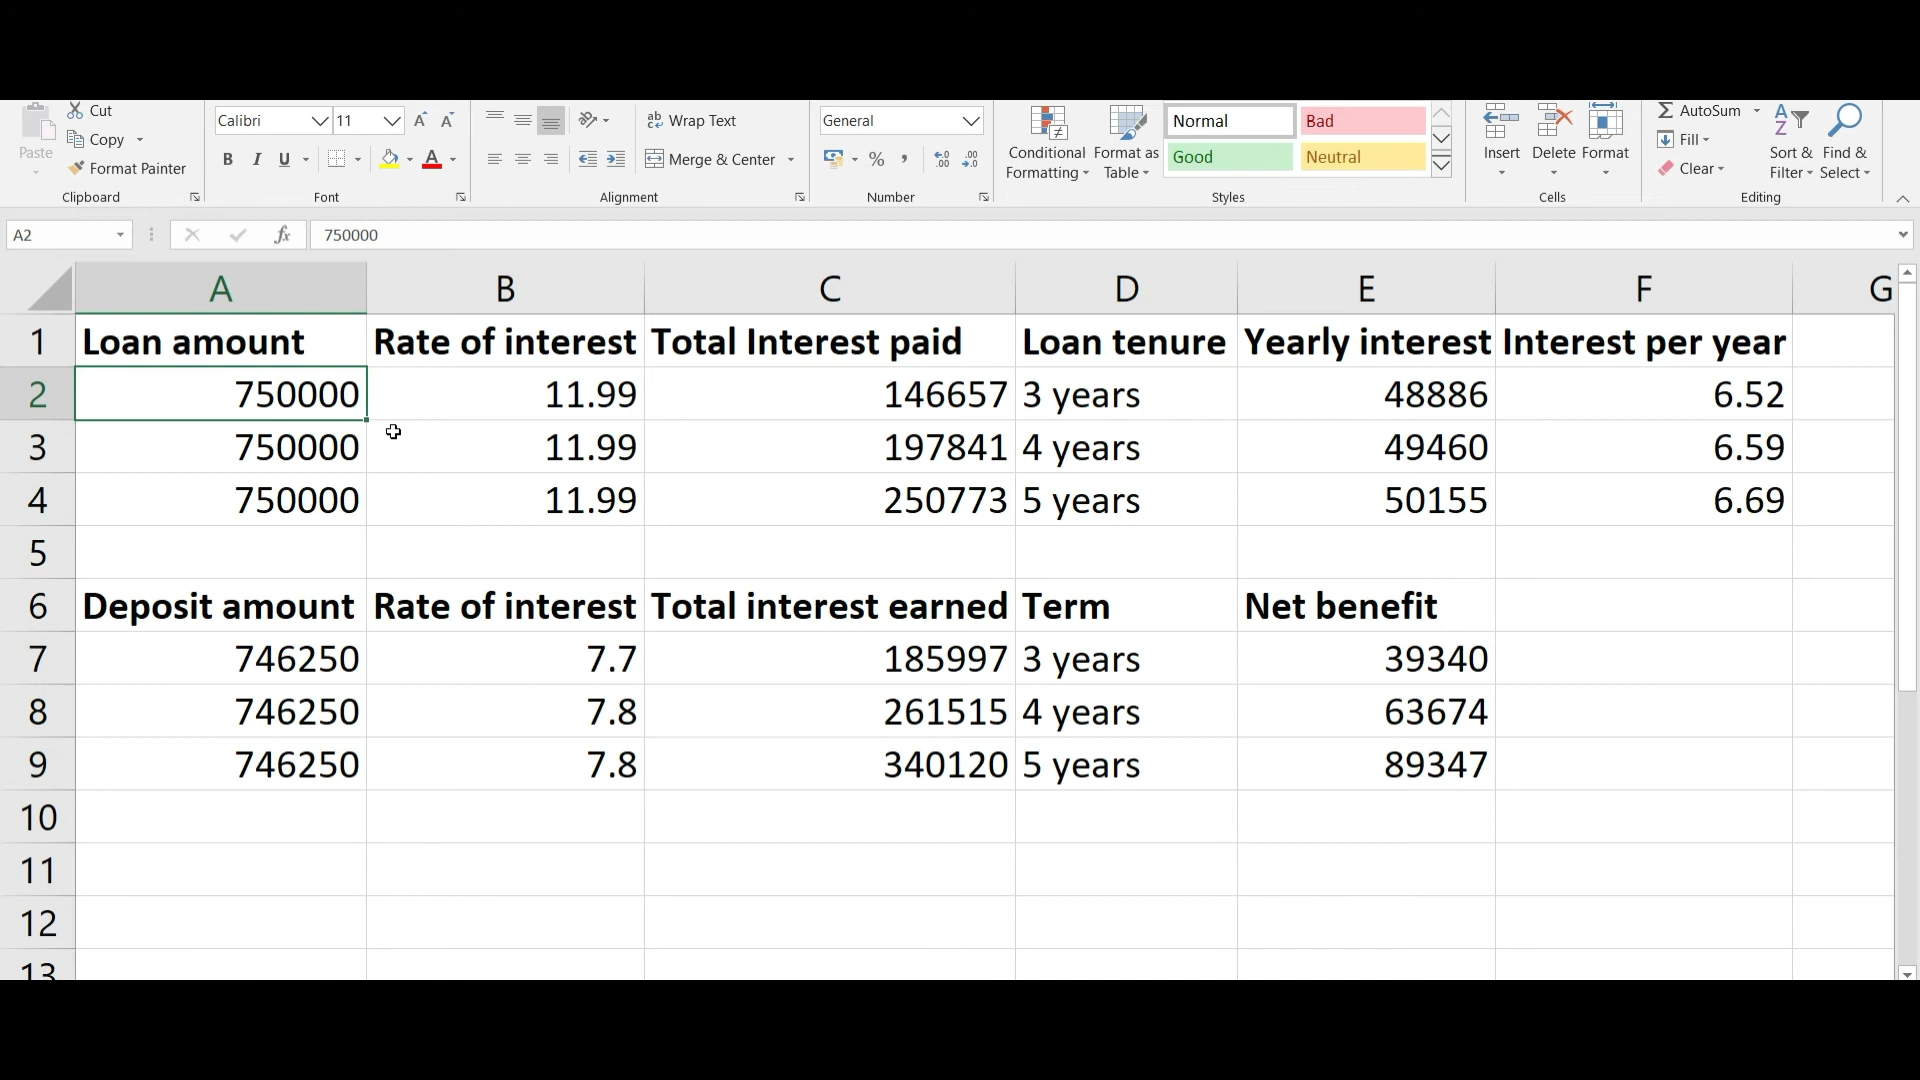 Cut
Copy
Format Painter
Paste
Clipboard
Calibri 11
B I U A
Font
Wrap Text
Merge & Center
Alignment
General
% ,
Number
Conditional Formatting
Format as Table
Normal Bad
Good Neutral
Styles
Insert Delete Format
Cells
AutoSum
Fill
Clear
Sort & Filter
Find & Select
Editing
A2 fx 750000
A B C D E F G
1 Loan amount Rate of interest Total Interest paid Loan tenure Yearly interest Interest per year
2 750000 11.99 146657 3 years 48886 6.52
3 750000 11.99 197841 4 years 49460 6.59
4 750000 11.99 250773 5 years 50155 6.69
5
6 Deposit amount Rate of interest Total interest earned Term Net benefit
7 746250 7.7 185997 3 years 39340
8 746250 7.8 261515 4 years 63674
9 746250 7.8 340120 5 years 89347
10
11
12
13